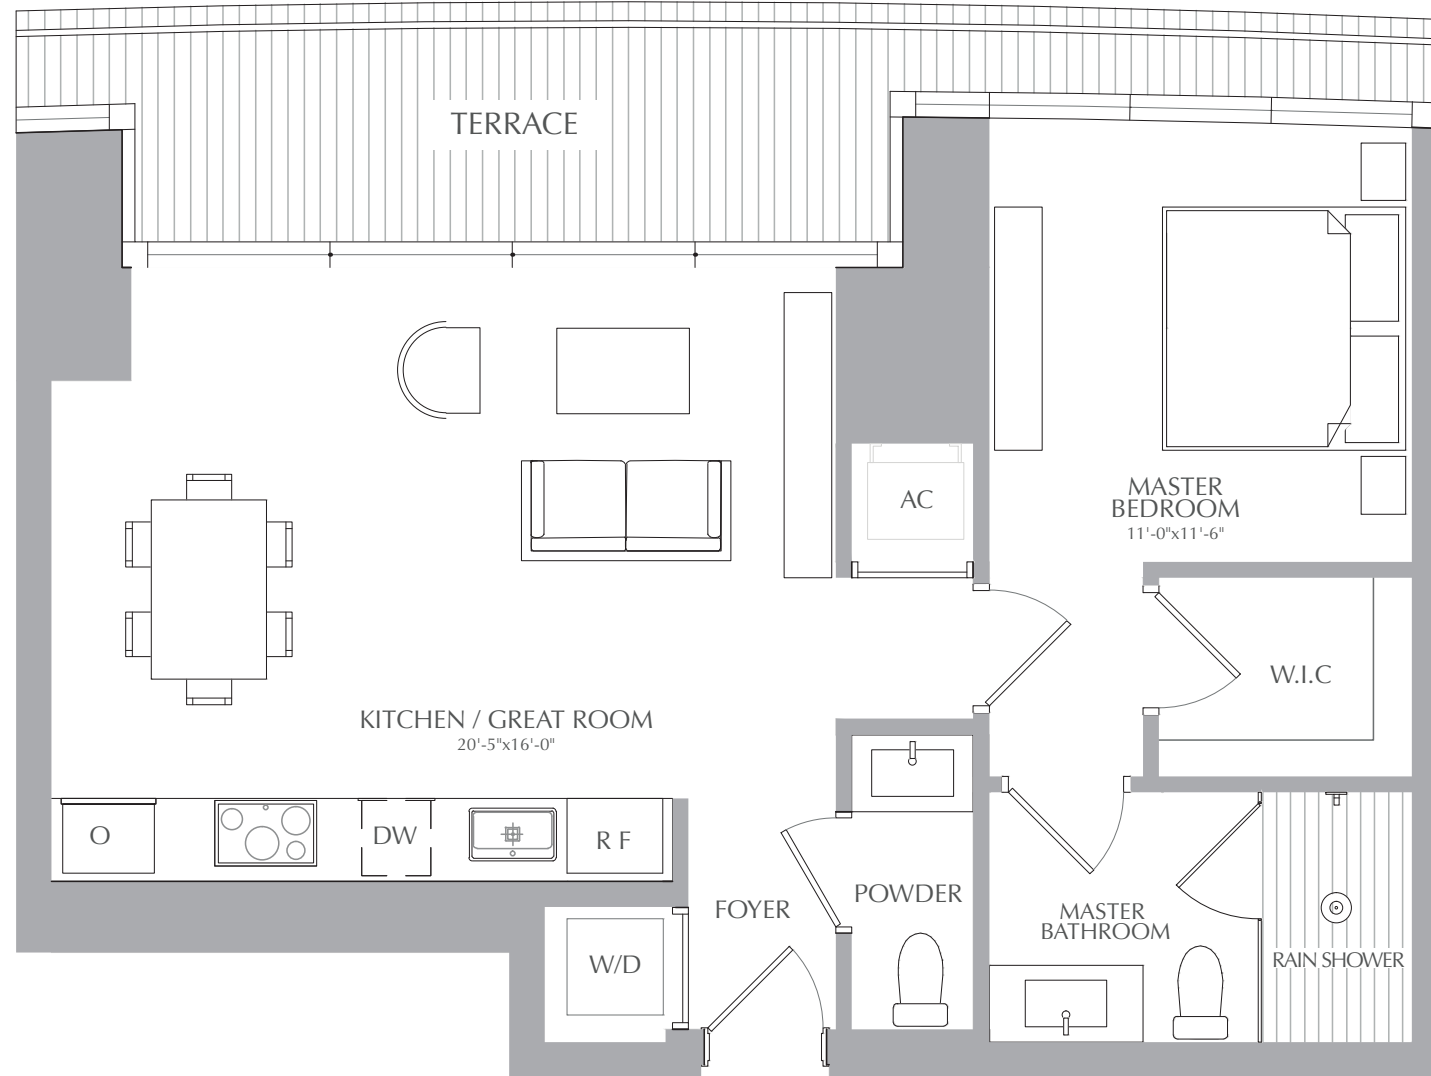 TERRACE
AC
MASTER
BEDROOM
11'-0"x11'-6"
W.I.C
KITCHEN / GREAT ROOM
20'-5"x16'-0"
O
DW
R F
FOYER
POWDER
MASTER
BATHROOM
W/D
RAIN SHOWER